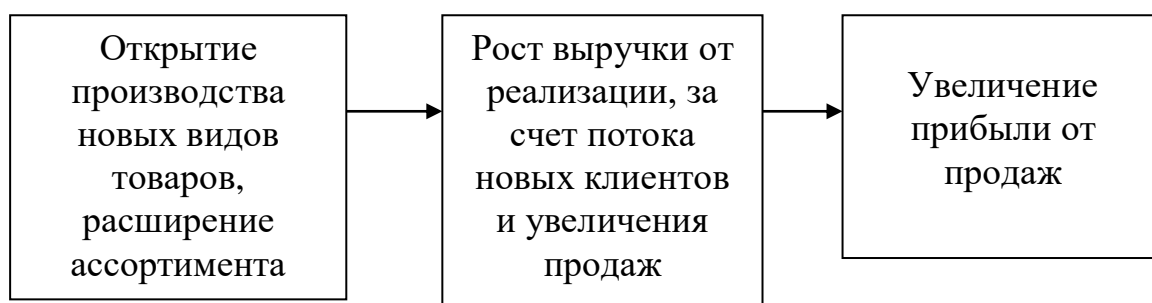 Открытие
производства
новых видов
товаров,
расширение
ассортимента
Рост выручки от
реализации, за
счет потока
новых клиентов
и увеличения
продаж
Увеличение
прибыли от
продаж